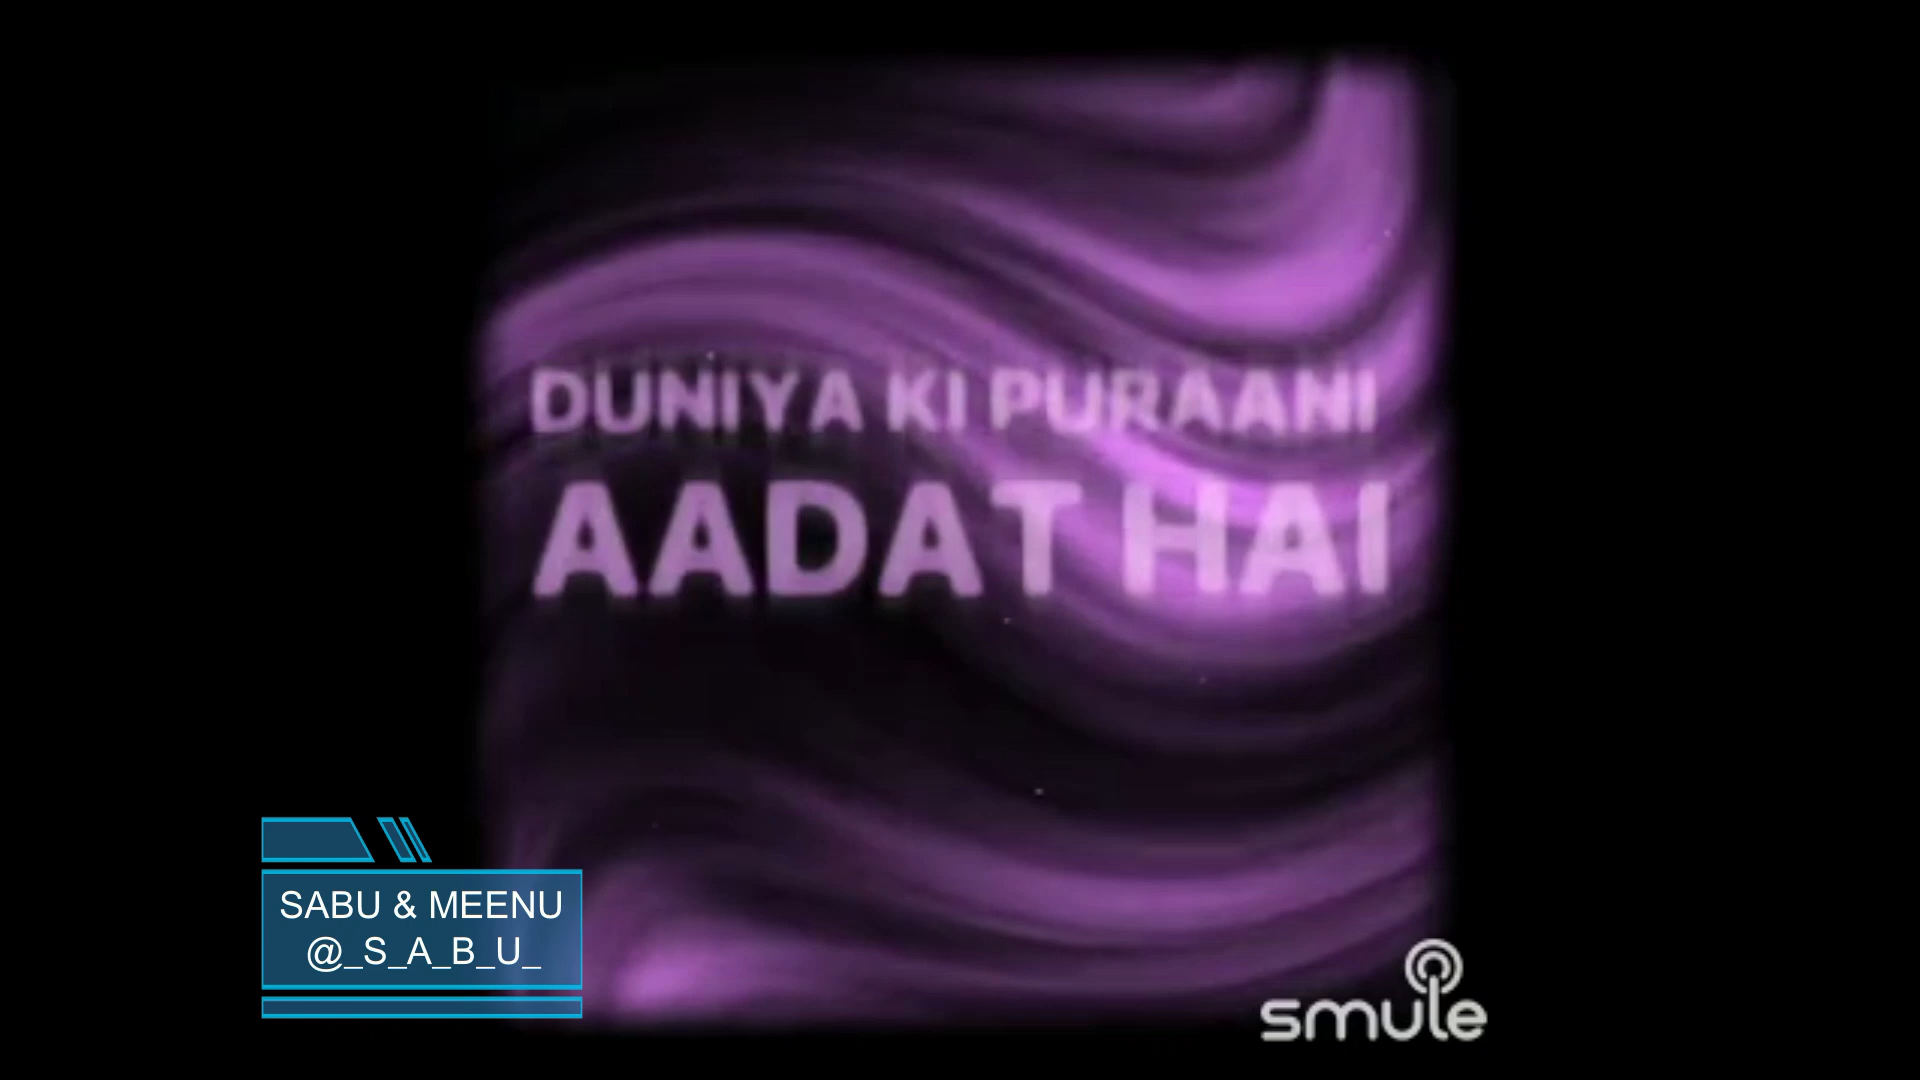 DUNIYA KI PURAANI
AADAT HAI
SABU & MEENU
@_S_A_B_U_
smule